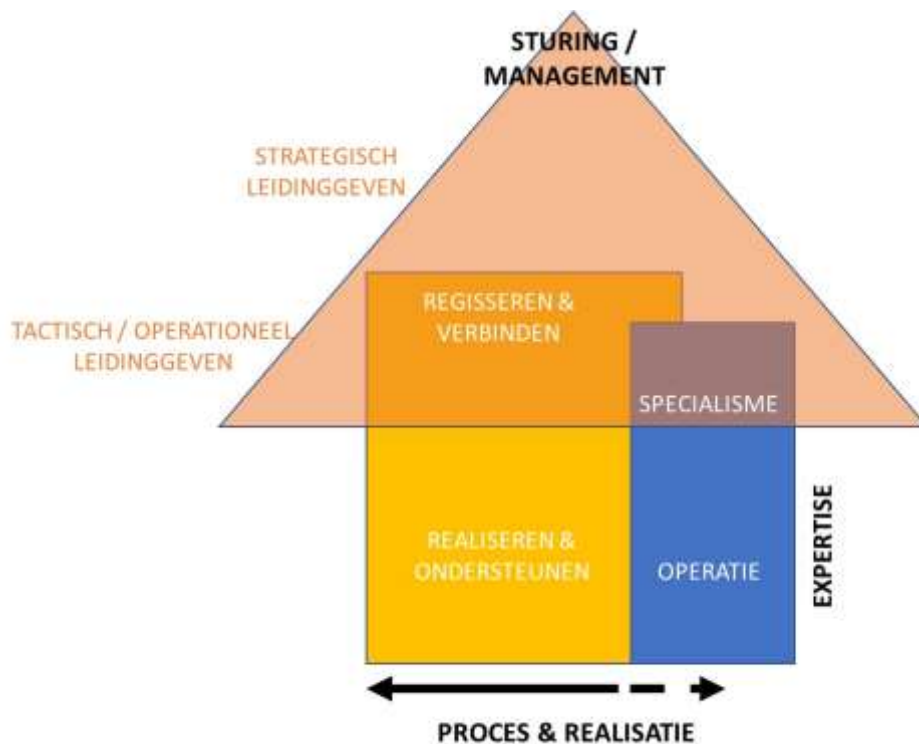 STURING /
MANAGEMENT
STRATEGISCH
LEIDINGGEVEN
TACTISCH / OPERATIONEEL
LEIDINGGEVEN
REGISSEREN &
VERBINDEN
SPECIALISME
REALISEREN &
ONDERSTEUNEN
OPERATIE
EXPERTISE
PROCES & REALISATIE